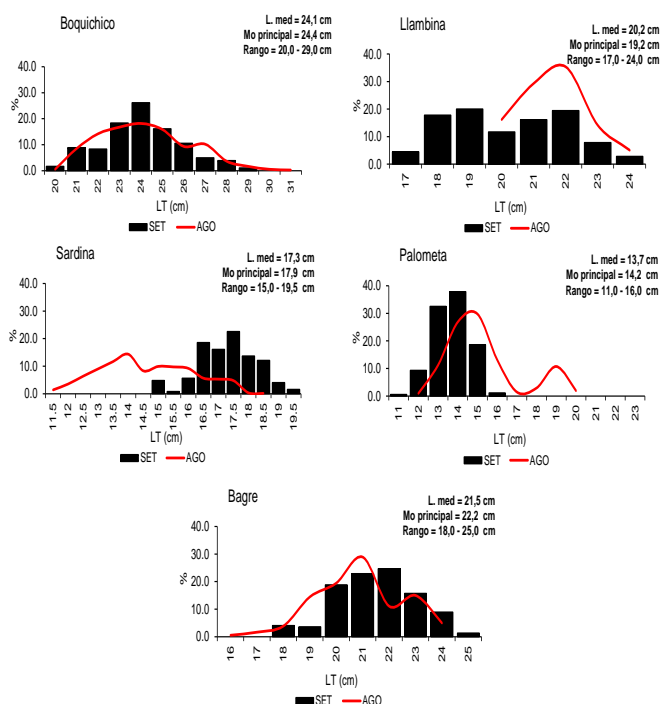 Boquichico
L. med = 24,1 cm
Mo principal = 24,4 cm
Rango = 20,0 - 29,0 cm
40.0
30.0
20.0
10.0
0.0
%
20 21 22 23 24 25 26 27 28 29 30 31
LT (cm)
SET AGO
Llambina
L. med = 20,2 cm
Mo principal = 19,2 cm
Rango = 17,0 - 24,0 cm
40.0
30.0
20.0
10.0
0.0
%
17 18 19 20 21 22 23 24
LT (cm)
SET AGO
Sardina
L. med = 17,3 cm
Mo principal = 17,9 cm
Rango = 15,0 - 19,5 cm
40.0
30.0
20.0
10.0
0.0
%
11.5 12 12.5 13 13.5 14 14.5 15 15.5 16 16.5 17 17.5 18 18.5 19 19.5
LT (cm)
SET AGO
Palometa
L. med = 13,7 cm
Mo principal = 14,2 cm
Rango = 11,0 - 16,0 cm
40.0
30.0
20.0
10.0
0.0
%
11 12 13 14 15 16 17 18 19 20 21 22 23
LT (cm)
SET AGO
Bagre
L. med = 21,5 cm
Mo principal = 22,2 cm
Rango = 18,0 - 25,0 cm
40.0
30.0
20.0
10.0
0.0
%
16 17 18 19 20 21 22 23 24 25
LT (cm)
SET AGO